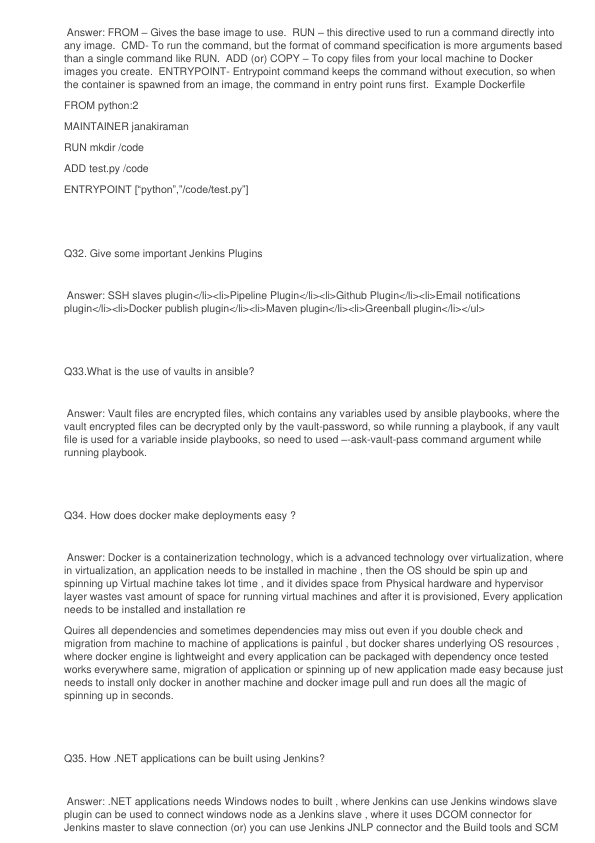 Answer: FROM – Gives the base image to use.  RUN – this directive used to run a command directly into
any image.  CMD- To run the command, but the format of command specification is more arguments based
than a single command like RUN.  ADD (or) COPY – To copy files from your local machine to Docker
images you create.  ENTRYPOINT- Entrypoint command keeps the command without execution, so when
the container is spawned from an image, the command in entry point runs first.  Example Dockerfile
FROM python:2
MAINTAINER janakiraman
RUN mkdir /code
ADD test.py /code
ENTRYPOINT [“python”,”/code/test.py”]
Q32. Give some important Jenkins Plugins
Answer: SSH slaves plugin</li><li>Pipeline Plugin</li><li>Github Plugin</li><li>Email notifications
plugin</li><li>Docker publish plugin</li><li>Maven plugin</li><li>Greenball plugin</li></ul>
Q33.What is the use of vaults in ansible?
Answer: Vault files are encrypted files, which contains any variables used by ansible playbooks, where the
vault encrypted files can be decrypted only by the vault-password, so while running a playbook, if any vault
file is used for a variable inside playbooks, so need to used –-ask-vault-pass command argument while
running playbook.
Q34. How does docker make deployments easy ?
Answer: Docker is a containerization technology, which is a advanced technology over virtualization, where
in virtualization, an application needs to be installed in machine , then the OS should be spin up and
spinning up Virtual machine takes lot time , and it divides space from Physical hardware and hypervisor
layer wastes vast amount of space for running virtual machines and after it is provisioned, Every application
needs to be installed and installation re
Quires all dependencies and sometimes dependencies may miss out even if you double check and
migration from machine to machine of applications is painful , but docker shares underlying OS resources ,
where docker engine is lightweight and every application can be packaged with dependency once tested
works everywhere same, migration of application or spinning up of new application made easy because just
needs to install only docker in another machine and docker image pull and run does all the magic of
spinning up in seconds.
Q35. How .NET applications can be built using Jenkins?
Answer: .NET applications needs Windows nodes to built , where Jenkins can use Jenkins windows slave
plugin can be used to connect windows node as a Jenkins slave , where it uses DCOM connector for
Jenkins master to slave connection (or) you can use Jenkins JNLP connector and the Build tools and SCM